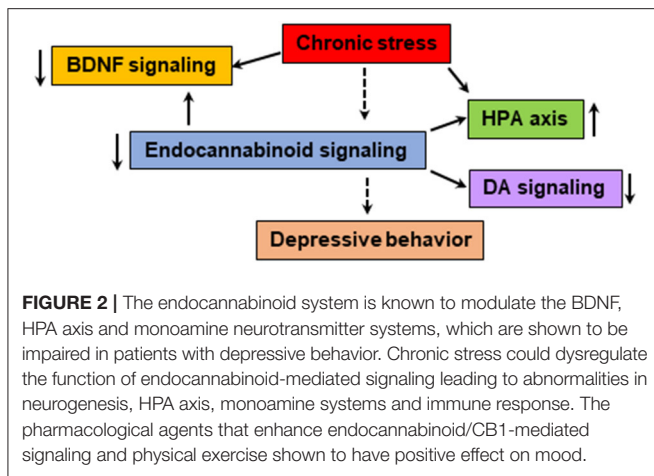 Chronic stress
BDNF signaling
HPA axis
Endocannabinoid signaling
DA signaling
Depressive behavior
FIGURE 2 | The endocannabinoid system is known to modulate the BDNF,
HPA axis and monoamine neurotransmitter systems, which are shown to be
impaired in patients with depressive behavior. Chronic stress could dysregulate
the function of endocannabinoid-mediated signaling leading to abnormalities in
neurogenesis, HPA axis, monoamine systems and immune response. The
pharmacological agents that enhance endocannabinoid/CB1-mediated
signaling and physical exercise shown to have positive effect on mood.